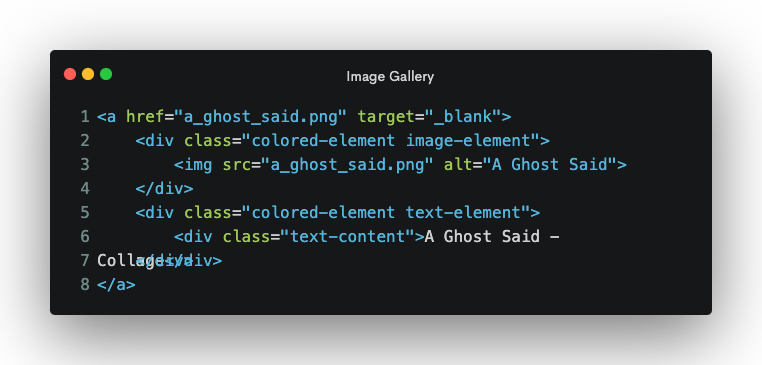 Image Gallery
1 <a href="a_ghost_said.png" target="_blank">
2 <div class="colored-element image-element">
3 <img src="a_ghost_said.png" alt="A Ghost Said">
4 </div>
5 <div class="colored-element text-element">
6 <div class="text-content">A Ghost Said -
Collage</div>
7 </div>
8 </a>